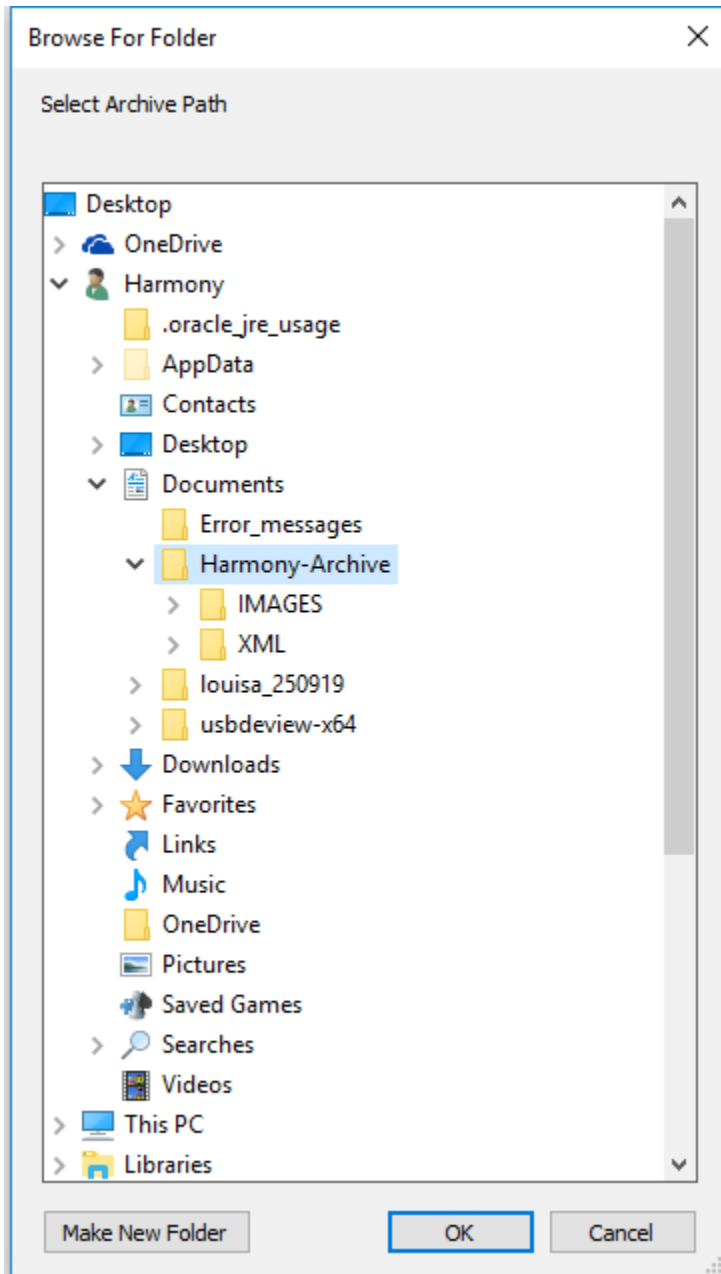 Browse For Folder
Select Archive Path
Desktop
OneDrive
Harmony
.oracle_jre_usage
AppData
Contacts
Desktop
Documents
Error_messages
Harmony-Archive
IMAGES
XML
louisa_250919
usbdeview-x64
Downloads
Favorites
Links
Music
OneDrive
Pictures
Saved Games
Searches
Videos
This PC
Libraries
Make New Folder OK Cancel